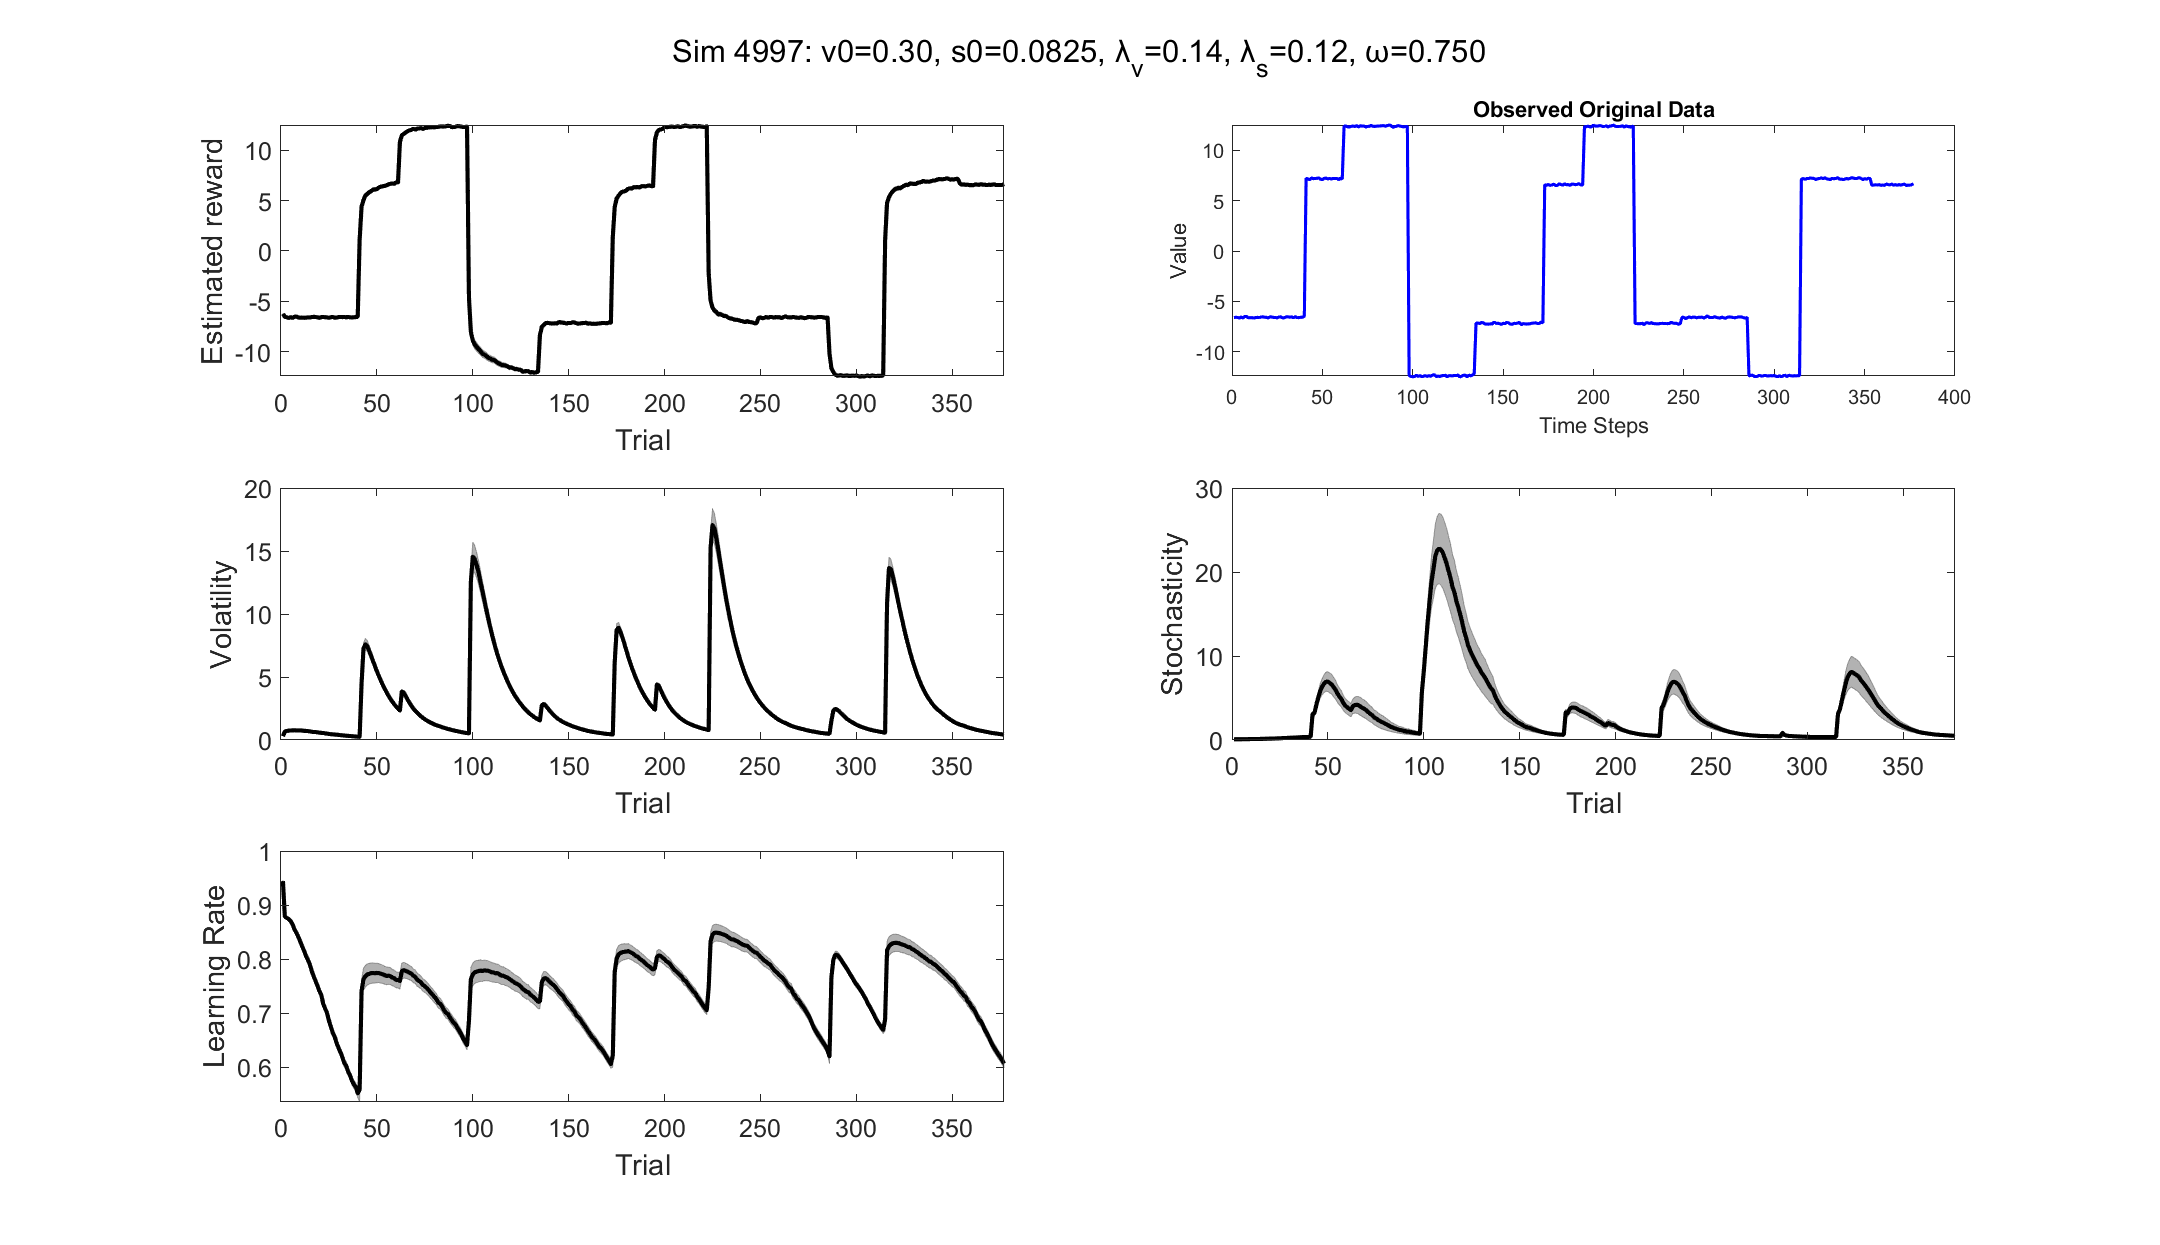 Sim 4997: v0=0.30, s0=0.0825, λv=0.14, λs=0.12, ω=0.750
Estimated reward
10
5
0
-5
-10
0 50 100 150 200 250 300 350
Trial
Observed Original Data
Value
10
5
0
-5
-10
0 50 100 150 200 250 300 350 400
Time Steps
Volatility
20
15
10
5
0
0 50 100 150 200 250 300 350
Trial
Stochasticity
30
20
10
0
0 50 100 150 200 250 300 350
Trial
Learning Rate
1
0.9
0.8
0.7
0.6
0 50 100 150 200 250 300 350
Trial